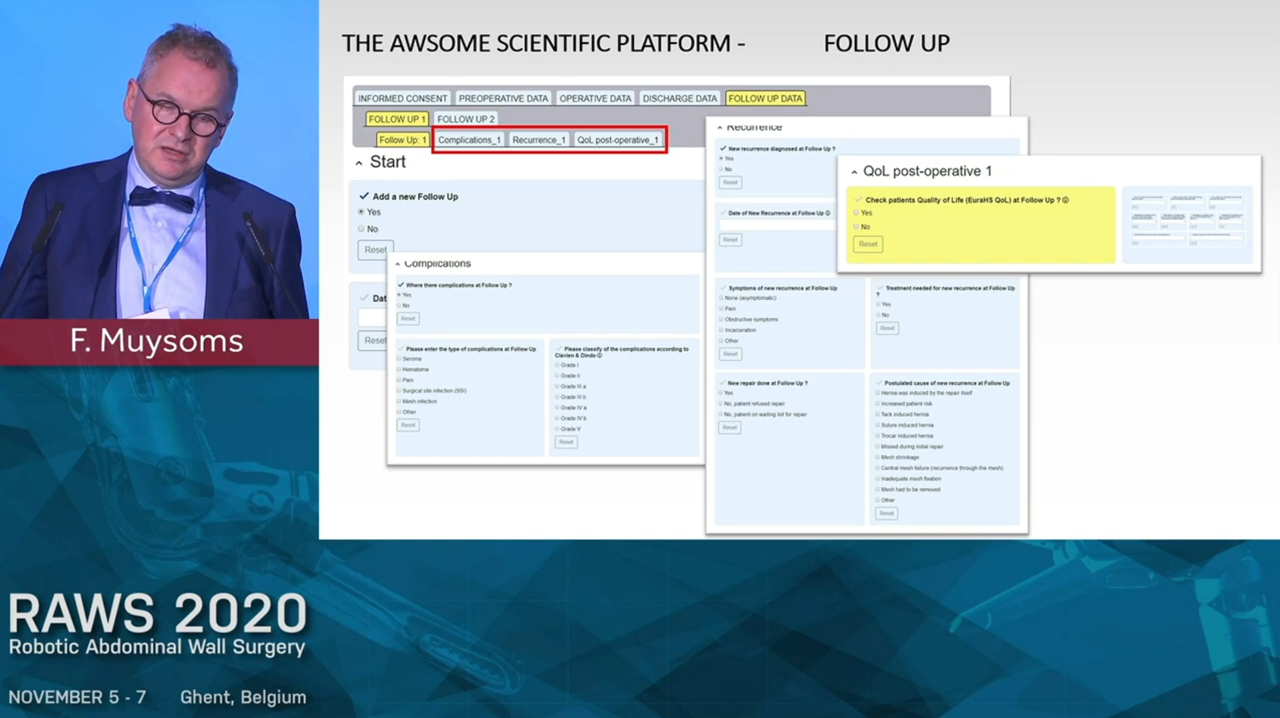 THE AWSOME SCIENTIFIC PLATFORM - FOLLOW UP
INFORMED CONSENT PREOPERATIVE DATA OPERATIVE DATA DISCHARGE DATA FOLLOW UP DATA
FOLLOW UP 1 FOLLOW UP 2
Follow Up: 1 Complications_1 Recurrence_1 QoL post-operative_1
Start
Add a new Follow Up
Yes
No
Reset
Dat
Reset
Complications
Where there complications at Follow Up ?
Yes
No
Reset
Please enter the type of complications at Follow Up
Seroma
Hematoma
Pain
Surgical site infection (SSI)
Mesh infection
Other
Reset
Please classify of the complications according to
Clavien & Dindo
Grade I
Grade II
Grade III a
Grade III b
Grade IV a
Grade IV b
Grade V
Reset
Recurrence
New recurrence diagnosed at Follow Up ?
Yes
No
Reset
Date of New Recurrence at Follow Up
Reset
Symptoms of new recurrence at Follow Up
None (asymptomatic)
Pain
Obstructive symptoms
Incarceration
Other
Reset
Treatment needed for new recurrence at Follow Up
?
Yes
No
Reset
New repair done at Follow Up ?
Yes
No, patient refused repair
No, patient on waiting list for repair
Reset
Postulated cause of new recurrence at Follow Up
Hernia was induced by the repair itself
Increased patient risk
Tack induced hernia
Suture induced hernia
Trocar induced hernia
Missed during initial repair
Mesh shrinkage
Central mesh failure (recurrence through the mesh)
Inadequate mesh fixation
Mesh had to be removed
Other
Reset
QoL post-operative 1
Check patients Quality of Life (EuraHS QoL) at Follow Up ?
Yes
No
Reset
F. Muysoms
RAWS 2020
Robotic Abdominal Wall Surgery
NOVEMBER 5 - 7 Ghent, Belgium